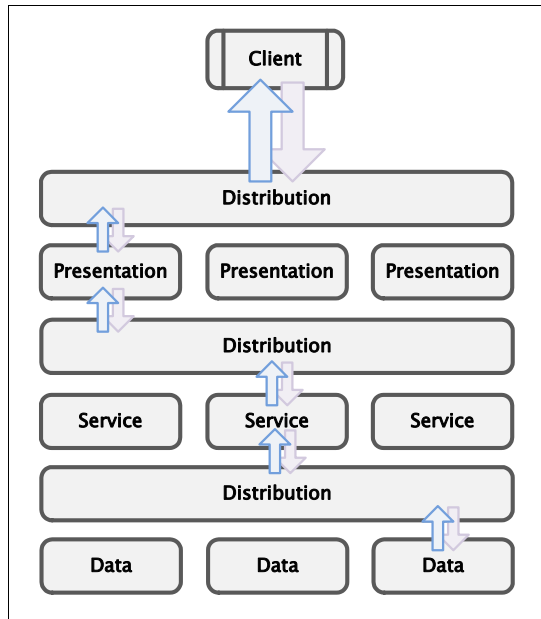 Client
Distribution
Presentation Presentation Presentation
Distribution
Service Service Service
Distribution
Data Data Data